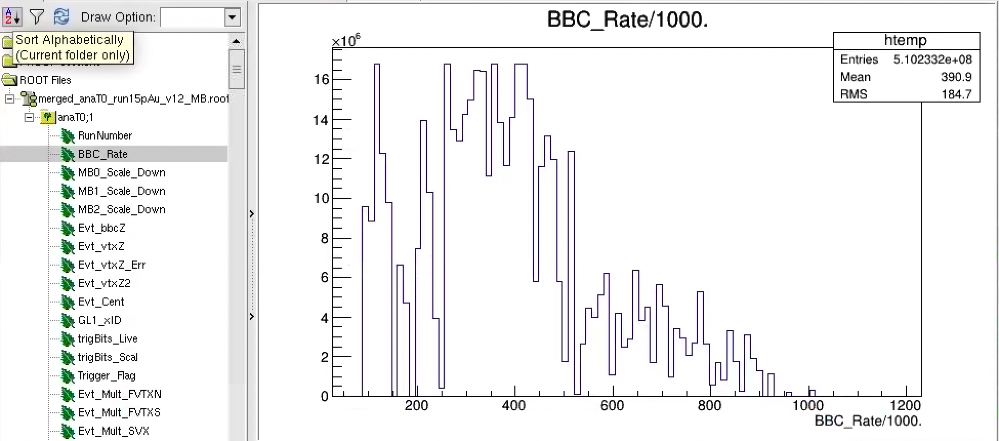 Draw Option:
Sort Alphabetically
(Current folder only)
ROOT Files
merged_anaT0_run15pAu_v12_MB.root
anaT0;1
RunNumber
BBC_Rate
MB0_Scale_Down
MB1_Scale_Down
MB2_Scale_Down
Evt_bbcZ
Evt_vtxZ
Evt_vtxZ_Err
Evt_vtxZ2
Evt_Cent
GL1_xID
trigBits_Live
trigBits_Scal
Trigger_Flag
Evt_Mult_FVTXN
Evt_Mult_FVTXS
Evt_Mult_SVX
BBC_Rate/1000.
×10⁶
htemp
Entries 5.102332e+08
Mean 390.9
RMS 184.7
16
14
12
10
8
6
4
2
0
200 400 600 800 1000 1200
BBC_Rate/1000.